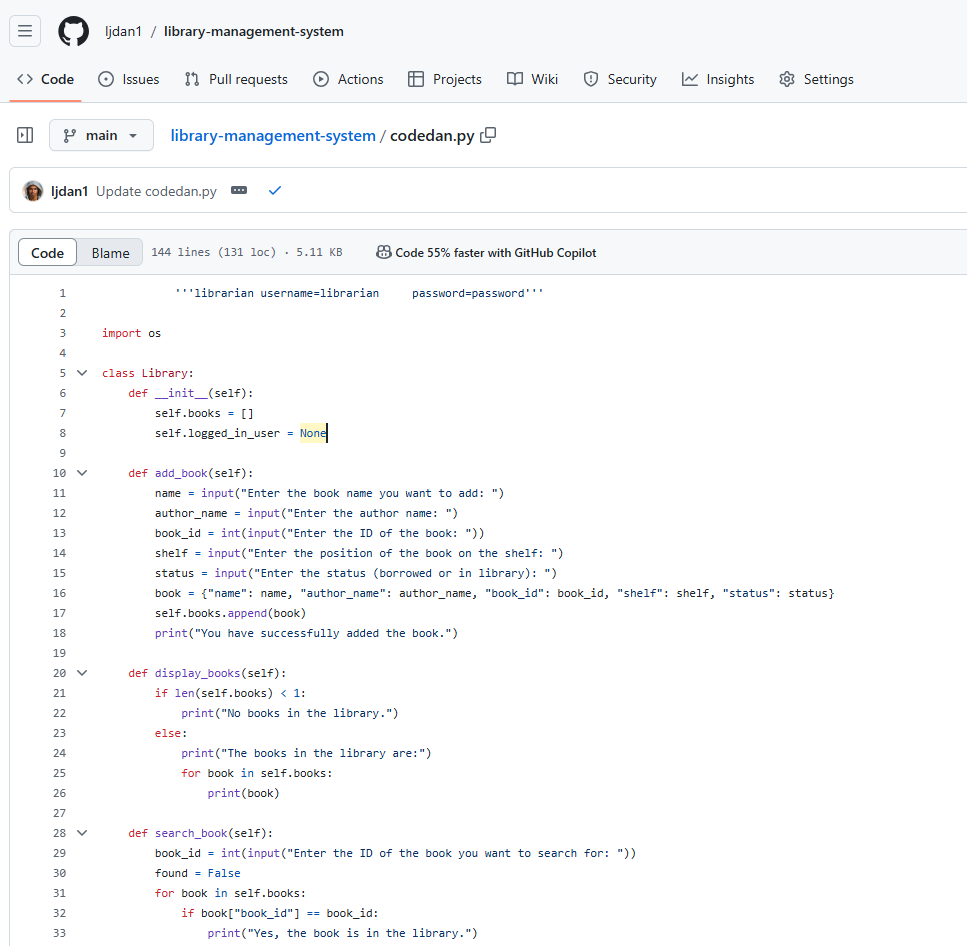 ljdan1 / library-management-system
Code Issues Pull requests Actions Projects Wiki Security Insights Settings
main library-management-system / codedan.py
ljdan1 Update codedan.py
Code Blame 144 lines (131 loc) · 5.11 KB Code 55% faster with GitHub Copilot
1 '''librarian username=librarian     password=password'''
2
3 import os
4
5 class Library:
6     def __init__(self):
7         self.books = []
8         self.logged_in_user = None
9
10     def add_book(self):
11         name = input("Enter the book name you want to add: ")
12         author_name = input("Enter the author name: ")
13         book_id = int(input("Enter the ID of the book: "))
14         shelf = input("Enter the position of the book on the shelf: ")
15         status = input("Enter the status (borrowed or in library): ")
16         book = {"name": name, "author_name": author_name, "book_id": book_id, "shelf": shelf, "status": status}
17         self.books.append(book)
18         print("You have successfully added the book.")
19
20     def display_books(self):
21         if len(self.books) < 1:
22             print("No books in the library.")
23         else:
24             print("The books in the library are:")
25             for book in self.books:
26                 print(book)
27
28     def search_book(self):
29         book_id = int(input("Enter the ID of the book you want to search for: "))
30         found = False
31         for book in self.books:
32             if book["book_id"] == book_id:
33                 print("Yes, the book is in the library.")